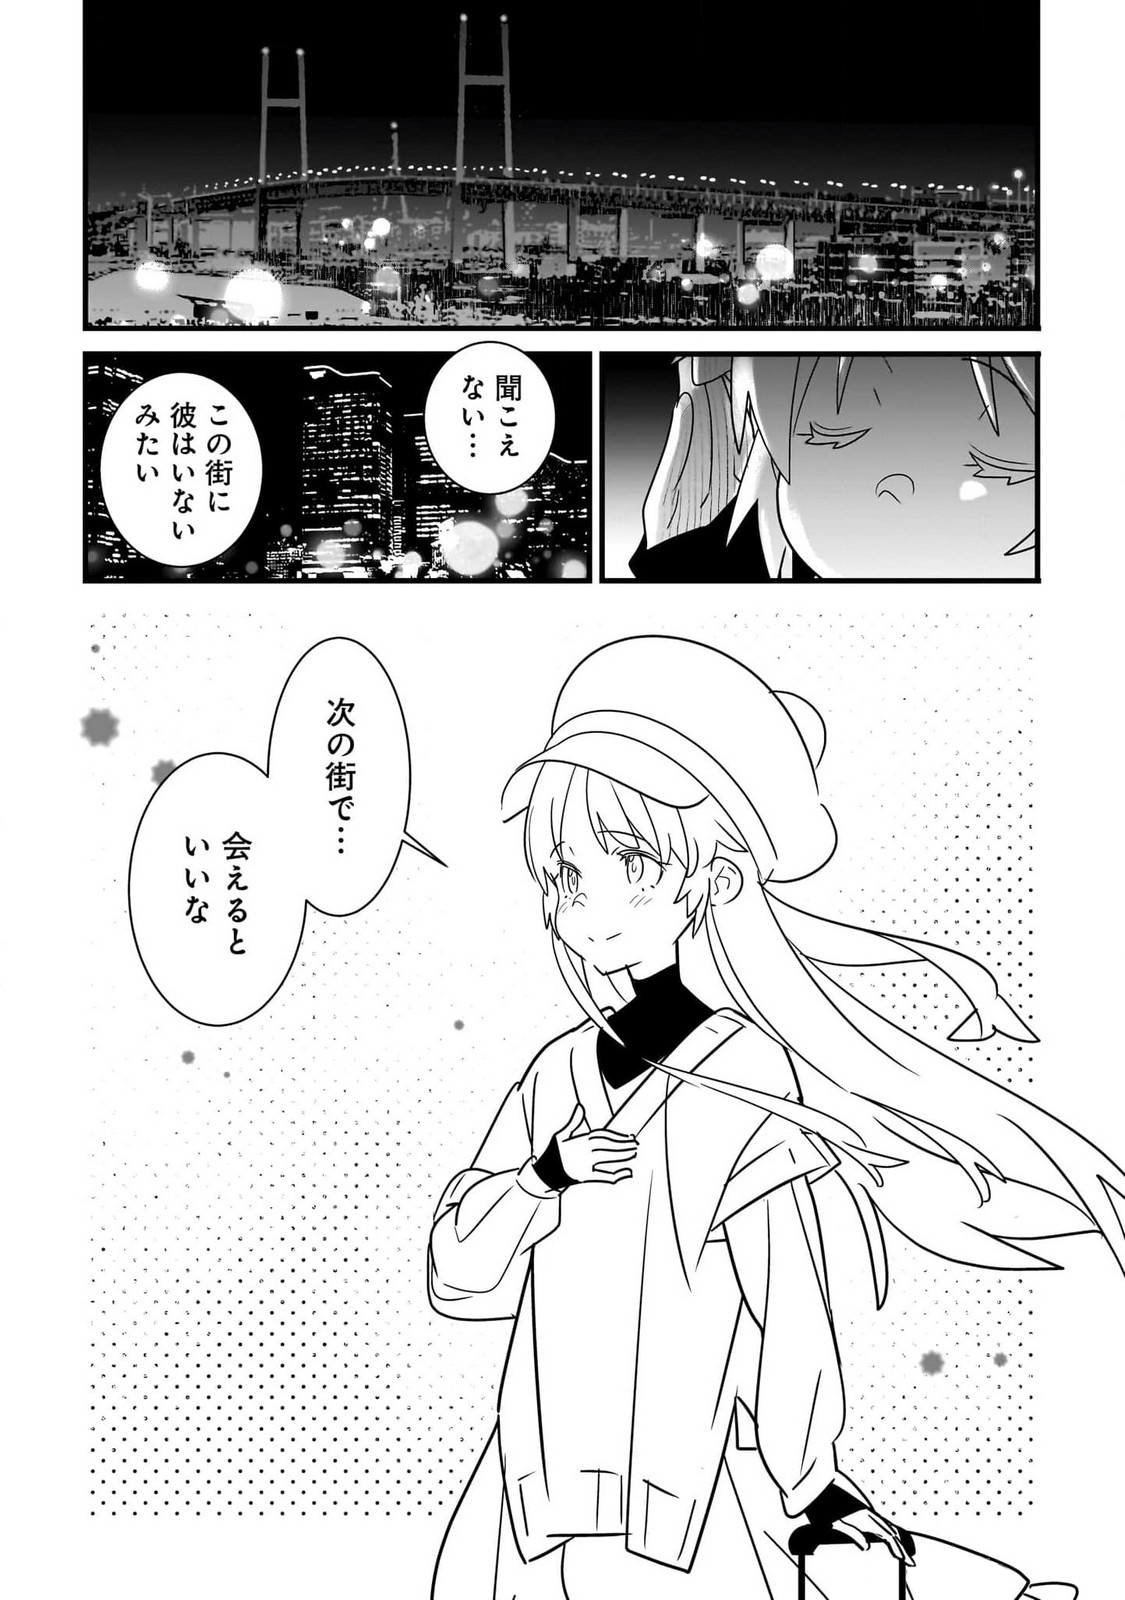 聞こえ
ない…
この街に
彼はいない
みたい
次の街で…
会えると
いいな